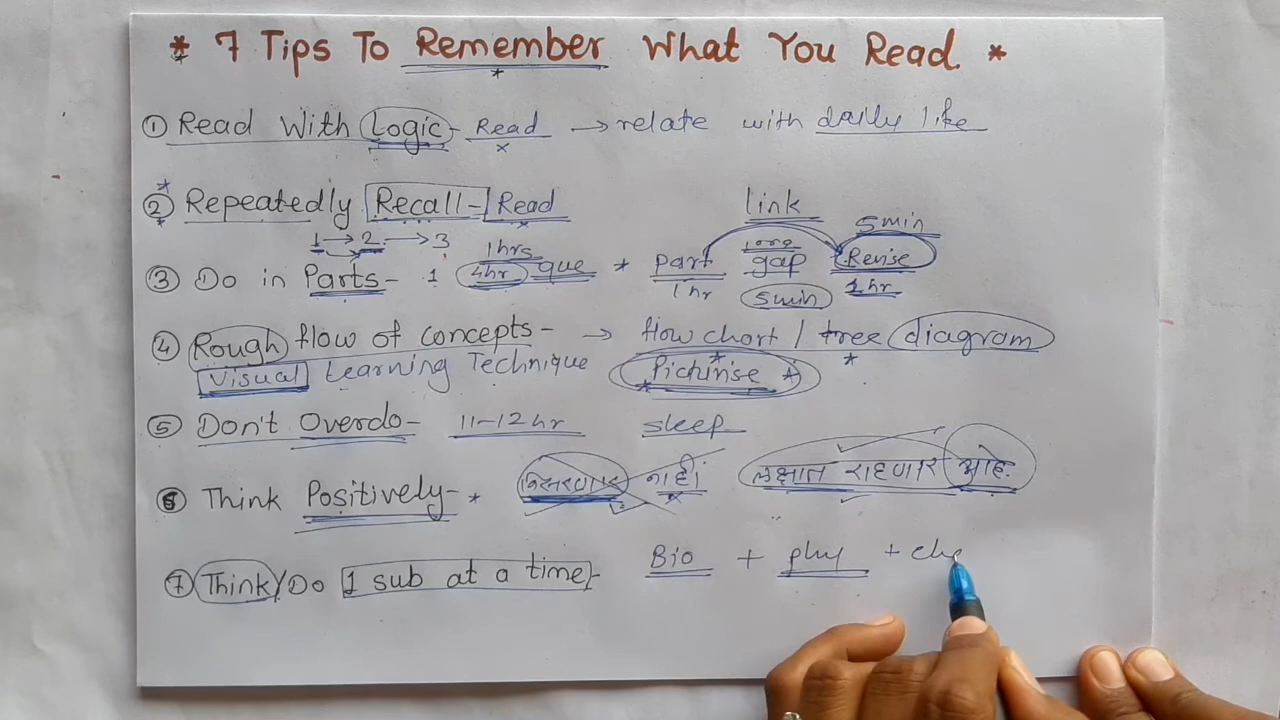 * 7 Tips To Remember What You Read. *
① Read With Logic - Read → relate with daily like
② Repeatedly Recall - Read link 5min
1 → 2 → 3
③ Do in Parts - 1 4hr 1hrs que * part 1hr gap 5min Revise 1hr
④ Rough flow of concepts - → flow chart / tree diagram
Visual Learning Technique Picturise
⑤ Don't Overdo - 11-12hr sleep
⑥ Think Positively - * विसरणार नाही लक्षात राहणार आहे.
⑦ Think/Do 1 sub at a time - Bio + phy + che